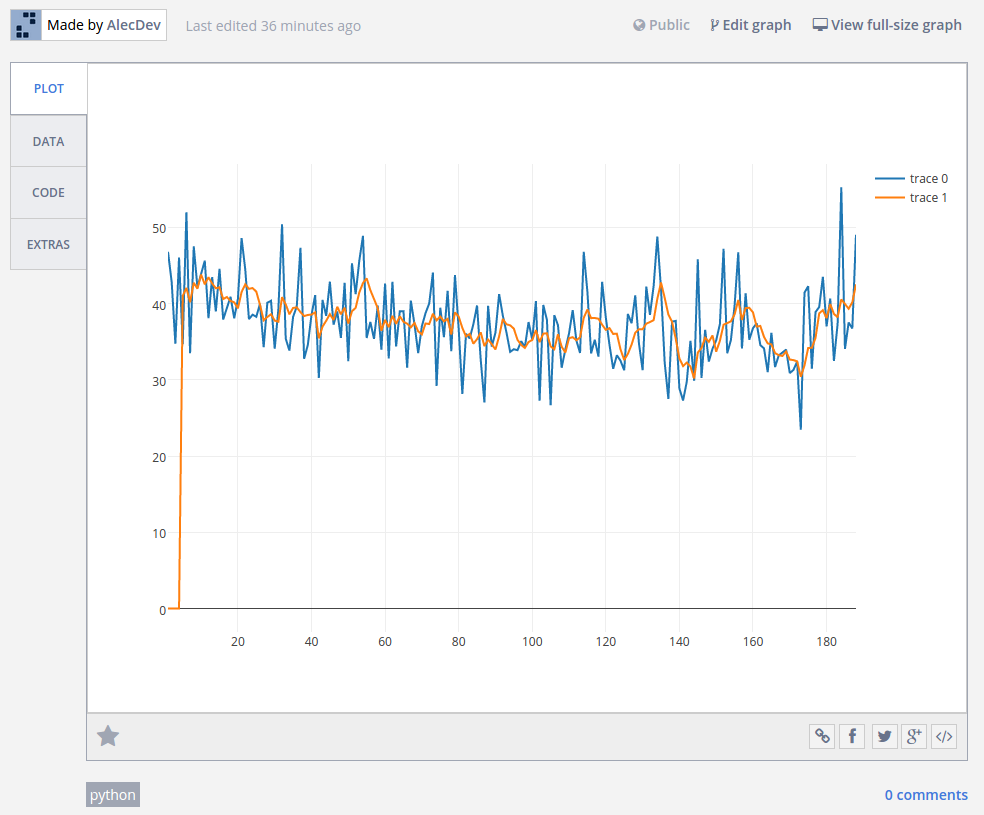 Made by AlecDev Last edited 36 minutes ago Public Edit graph View full-size graph
PLOT
DATA
CODE
EXTRAS
trace 0
trace 1
50
40
30
20
10
0
20 40 60 80 100 120 140 160 180
f g+ </>
python 0 comments